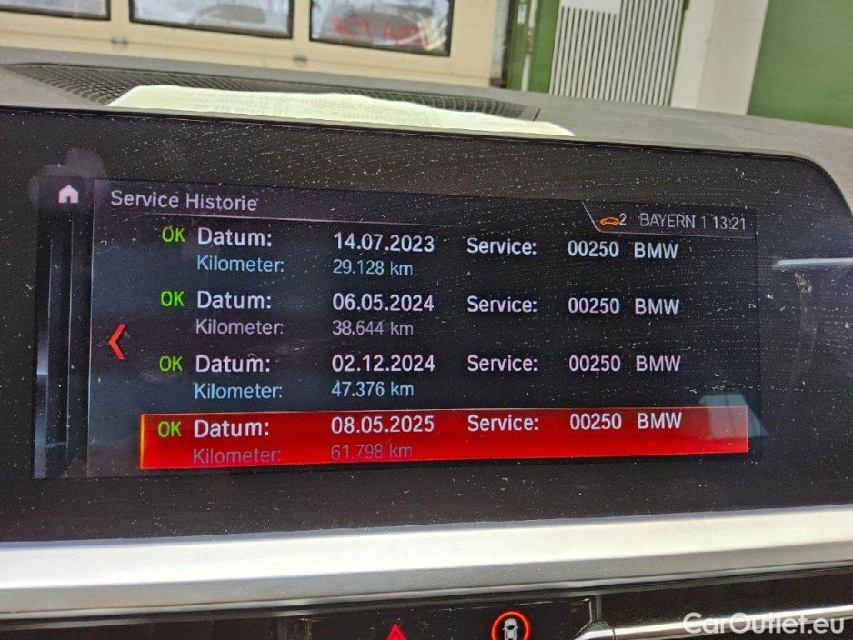 Service Historie
2 BAYERN 1 13:21
OK Datum: 14.07.2023 Service: 00250 BMW
Kilometer: 29.128 km
OK Datum: 06.05.2024 Service: 00250 BMW
Kilometer: 38.644 km
OK Datum: 02.12.2024 Service: 00250 BMW
Kilometer: 47.376 km
OK Datum: 08.05.2025 Service: 00250 BMW
Kilometer: 61.798 km
CarOutlet.eu